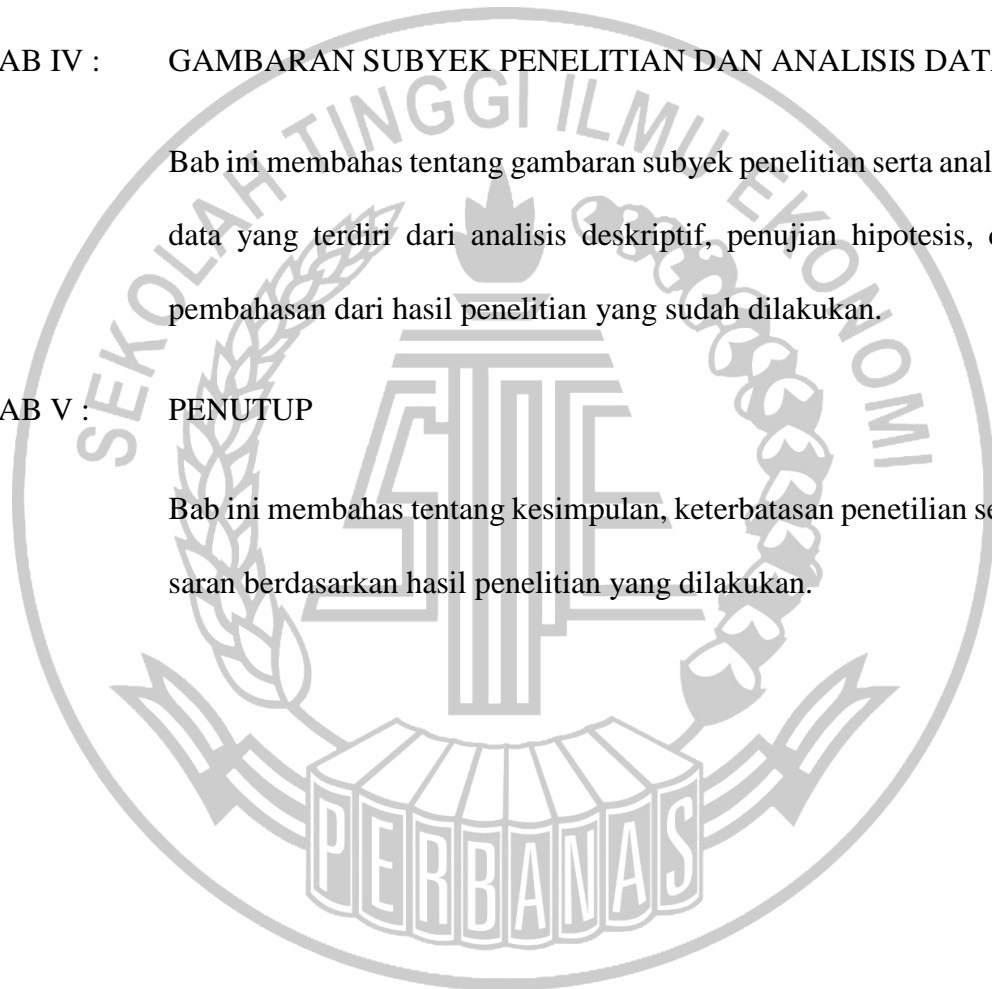 AB IV : GAMBARAN SUBYEK PENELITIAN DAN ANALISIS DAT
Bab ini membahas tentang gambaran subyek penelitian serta anal
data yang terdiri dari analisis deskriptif, penujian hipotesis,
pembahasan dari hasil penelitian yang sudah dilakukan.
AB V : PENUTUP
Bab ini membahas tentang kesimpulan, keterbatasan penetilian se
saran berdasarkan hasil penelitian yang dilakukan.
SEKOLAH TINGGI ILMU EKONOMI
STIE
PERBANAS